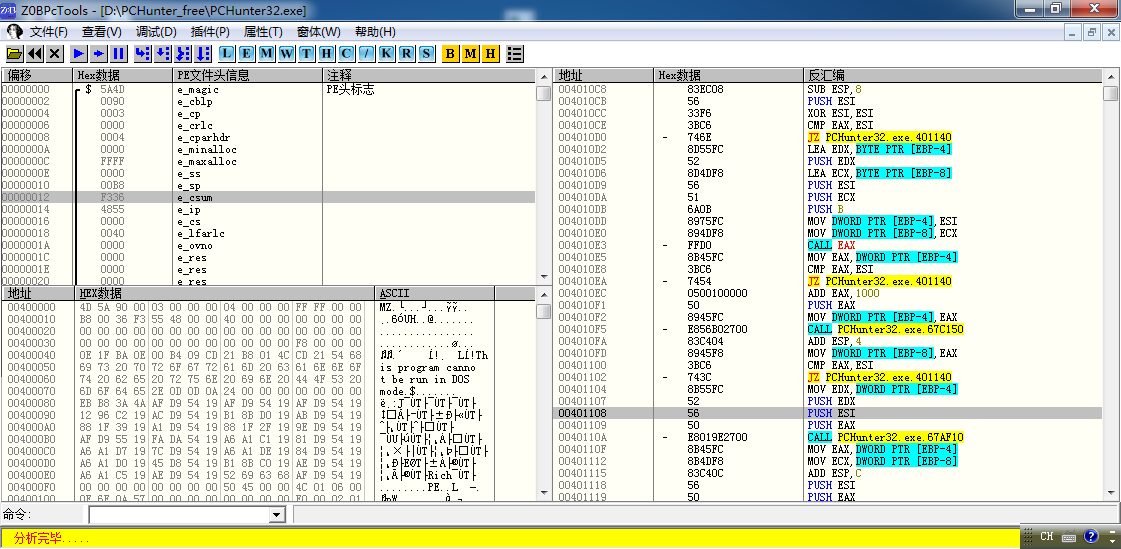 Z0BPcTools - [D:\PCHunter_free\PCHunter32.exe]
文件(F) 查看(V) 调试(D) 插件(P) 属性(T) 窗体(W) 帮助(H)
L E M W T H C / K R S B M H
偏移 Hex数据 PE文件头信息 注释
00000000 $ 5A4D e_magic PE头标志
00000002 0090 e_cblp
00000004 0003 e_cp
00000006 0000 e_crlc
00000008 0004 e_cparhdr
0000000A 0000 e_minalloc
0000000C FFFF e_maxalloc
0000000E 0000 e_ss
00000010 00B8 e_sp
00000012 F336 e_csum
00000014 4855 e_ip
00000016 0000 e_cs
00000018 0040 e_lfarlc
0000001A 0000 e_ovno
0000001C 0000 e_res
0000001E 0000 e_res
00000020 0000 e_res
地址 HEX数据 ASCII
00400000 4D 5A 90 00 03 00 00 00 04 00 00 00 FF FF 00 00
00400010 B8 00 36 F3 55 48 00 00 40 00 00 00 00 00 00 00
00400020 00 00 00 00 00 00 00 00 00 00 00 00 00 00 00 00
00400030 00 00 00 00 00 00 00 00 00 00 00 00 F8 00 00 00
00400040 0E 1F BA 0E 00 B4 09 CD 21 B8 01 4C CD 21 54 68
00400050 69 73 20 70 72 6F 67 72 61 6D 20 63 61 6E 6E 6F is program canno
00400060 74 20 62 65 20 72 75 6E 20 69 6E 20 44 4F 53 20 t be run in DOS
00400070 6D 6F 64 65 2E 0D 0D 0A 24 00 00 00 00 00 00 00 mode.$.......
00400080 EB B8 3A 4A AF D9 54 19 AF D9 54 19 AF D9 54 19
00400090 12 96 C2 19 AC D9 54 19 B1 8B D0 19 AB D9 54 19
004000A0 88 1F 39 19 A1 D9 54 19 88 1F 2F 19 9E D9 54 19
004000B0 AF D9 55 19 FA DA 54 19 A6 A1 C1 19 81 D9 54 19
004000C0 A6 A1 D7 19 7C D9 54 19 A6 A1 DE 19 84 D9 54 19
004000D0 A6 A1 D0 19 45 D8 54 19 B1 8B C0 19 AE D9 54 19
004000E0 A6 A1 C5 19 AE D9 54 19 52 69 63 68 AF D9 54 19
004000F0 00 00 00 00 00 00 00 00 50 45 00 00 4C 01 06 00
地址 Hex数据 反汇编
004010C8 83EC08 SUB ESP,8
004010CB 56 PUSH ESI
004010CC 33F6 XOR ESI,ESI
004010CE 3BC6 CMP EAX,ESI
004010D0 - 746E JZ PCHunter32.exe.401140
004010D2 8D55FC LEA EDX,BYTE PTR [EBP-4]
004010D5 52 PUSH EDX
004010D6 8D4DF8 LEA ECX,BYTE PTR [EBP-8]
004010D9 56 PUSH ESI
004010DA 51 PUSH ECX
004010DB 6A0B PUSH B
004010DD 8975FC MOV DWORD PTR [EBP-4],ESI
004010E0 894DF8 MOV DWORD PTR [EBP-8],ECX
004010E3 - FFD0 CALL EAX
004010E5 8B45FC MOV EAX,DWORD PTR [EBP-4]
004010E8 3BC6 CMP EAX,ESI
004010EA - 7454 JZ PCHunter32.exe.401140
004010EC 0500100000 ADD EAX,1000
004010F1 50 PUSH EAX
004010F2 8945FC MOV DWORD PTR [EBP-4],EAX
004010F5 - E856B02700 CALL PCHunter32.exe.67C150
004010FA 83C404 ADD ESP,4
004010FD 8945F8 MOV DWORD PTR [EBP-8],EAX
00401100 3BC6 CMP EAX,ESI
00401102 - 743C JZ PCHunter32.exe.401140
00401104 8B55FC MOV EDX,DWORD PTR [EBP-4]
00401107 52 PUSH EDX
00401108 56 PUSH ESI
00401109 50 PUSH EAX
0040110A - E8019E2700 CALL PCHunter32.exe.67AF10
0040110F 8B45FC MOV EAX,DWORD PTR [EBP-4]
00401112 8B4DF8 MOV ECX,DWORD PTR [EBP-8]
00401115 83C40C ADD ESP,C
00401118 56 PUSH ESI
00401119 50 PUSH EAX
命令:
分析完毕.....
CH